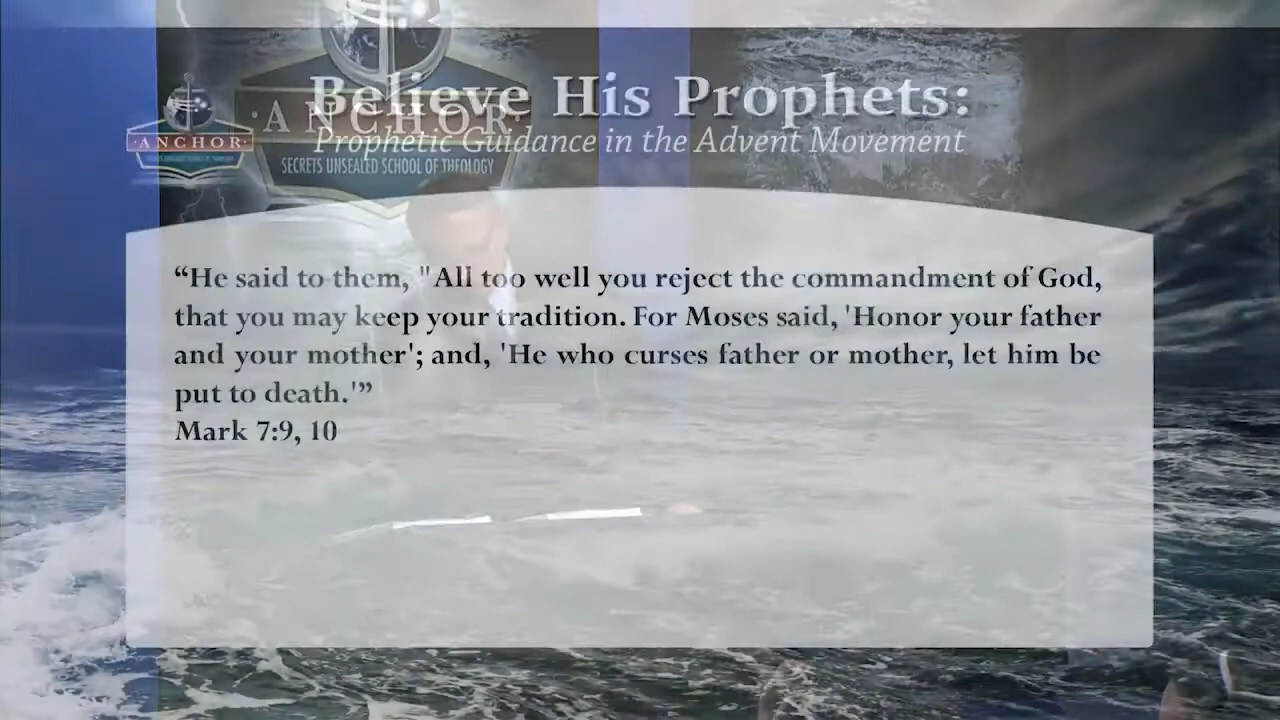 Believe His Prophets:
Prophetic Guidance in the Advent Movement
·ANCHOR·
SECRETS UNSEALED SCHOOL OF THEOLOGY
·ANCHOR·
“He said to them, "All too well you reject the commandment of God,
that you may keep your tradition. For Moses said, 'Honor your father
and your mother'; and, 'He who curses father or mother, let him be
put to death.'”
Mark 7:9, 10